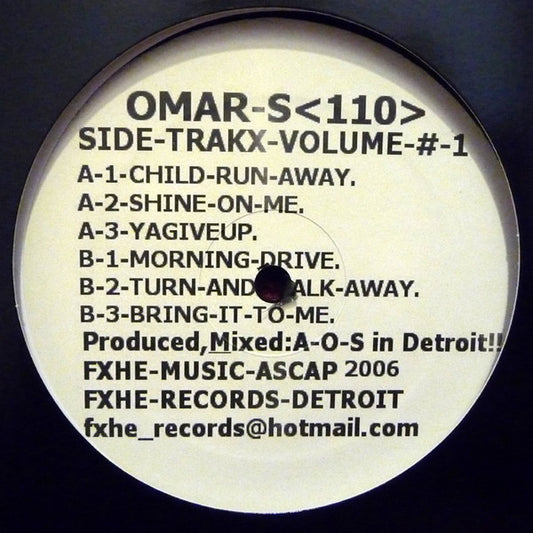 OMAR-S<110>
SIDE-TRAKX-VOLUME-#-1
A-1-CHILD-RUN-AWAY.
A-2-SHINE-ON-ME.
A-3-YAGIVEUP.
B-1-MORNING-DRIVE.
B-2-TURN-AND ALK-AWAY.
B-3-BRING-IT-TO-ME.
Produced,Mixed:A-O-S in Detroit!!
FXHE-MUSIC-ASCAP 2006
FXHE-RECORDS-DETROIT
fxhe_records@hotmail.com